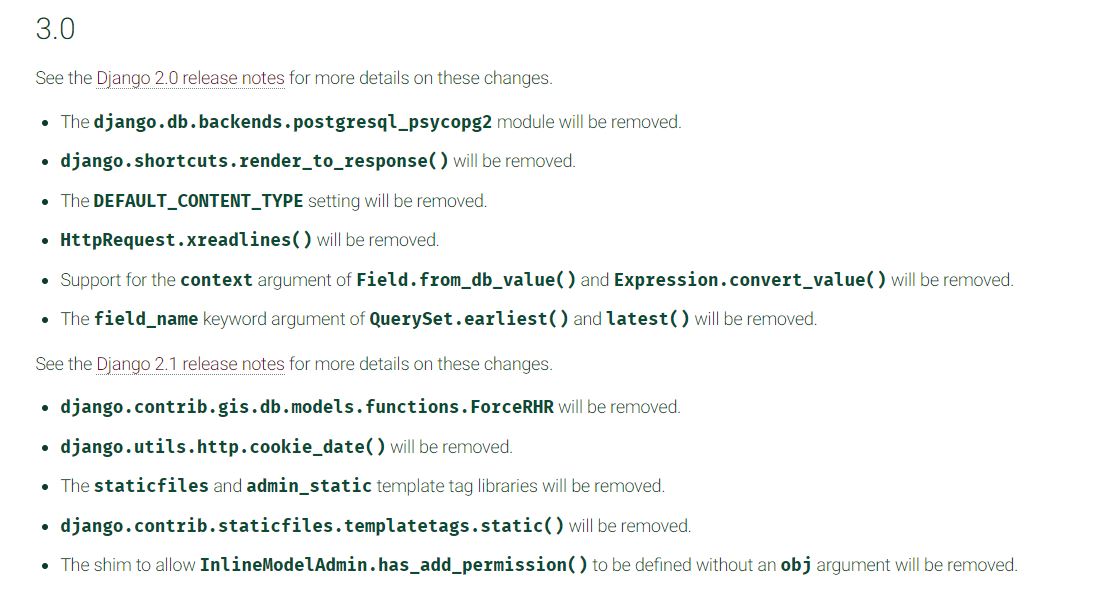 3.0
See the Django 2.0 release notes for more details on these changes.
• The django.db.backends.postgresql_psycopg2 module will be removed.
• django.shortcuts.render_to_response() will be removed.
• The DEFAULT_CONTENT_TYPE setting will be removed.
• HttpRequest.xreadlines() will be removed.
• Support for the context argument of Field.from_db_value() and Expression.convert_value() will be removed.
• The field_name keyword argument of QuerySet.earliest() and latest() will be removed.
See the Django 2.1 release notes for more details on these changes.
• django.contrib.gis.db.models.functions.ForceRHR will be removed.
• django.utils.http.cookie_date() will be removed.
• The staticfiles and admin_static template tag libraries will be removed.
• django.contrib.staticfiles.templatetags.static() will be removed.
• The shim to allow InlineModelAdmin.has_add_permission() to be defined without an obj argument will be removed.